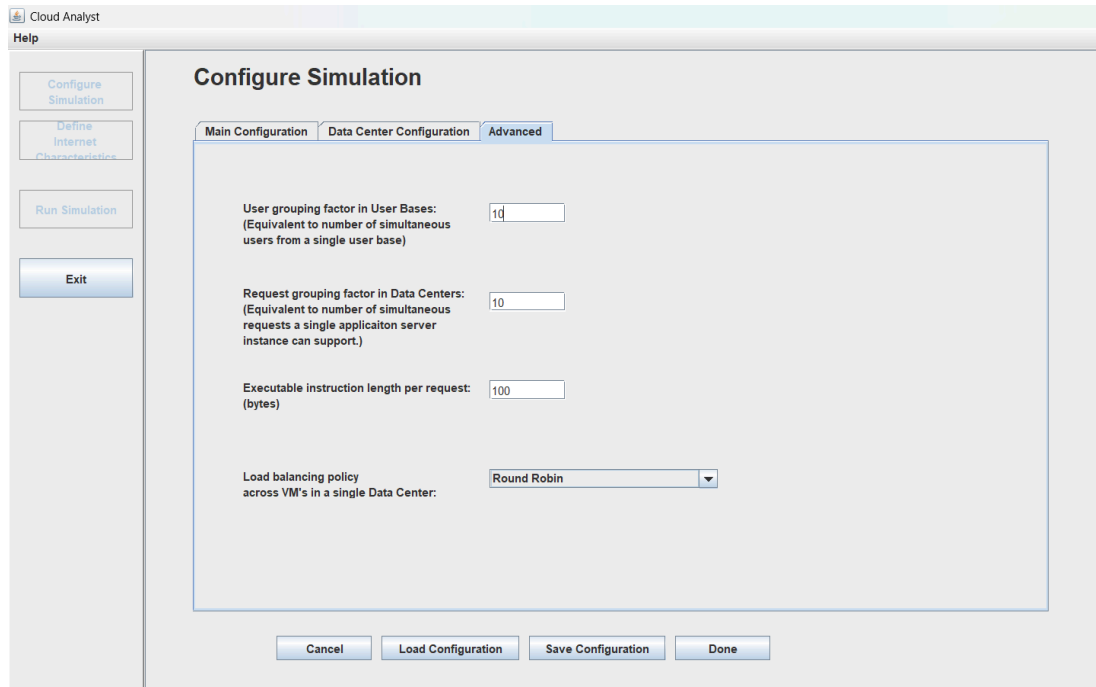 Cloud Analyst
Help
Configure
Simulation
Define
Internet
Characteristics
Run Simulation
Exit
Configure Simulation
Main Configuration
Data Center Configuration
Advanced
User grouping factor in User Bases:
(Equivalent to number of simultaneous
users from a single user base)
10
Request grouping factor in Data Centers:
(Equivalent to number of simultaneous
requests a single applicaiton server
instance can support.)
10
Executable instruction length per request:
(bytes)
100
Load balancing policy
across VM's in a single Data Center:
Round Robin
Cancel
Load Configuration
Save Configuration
Done